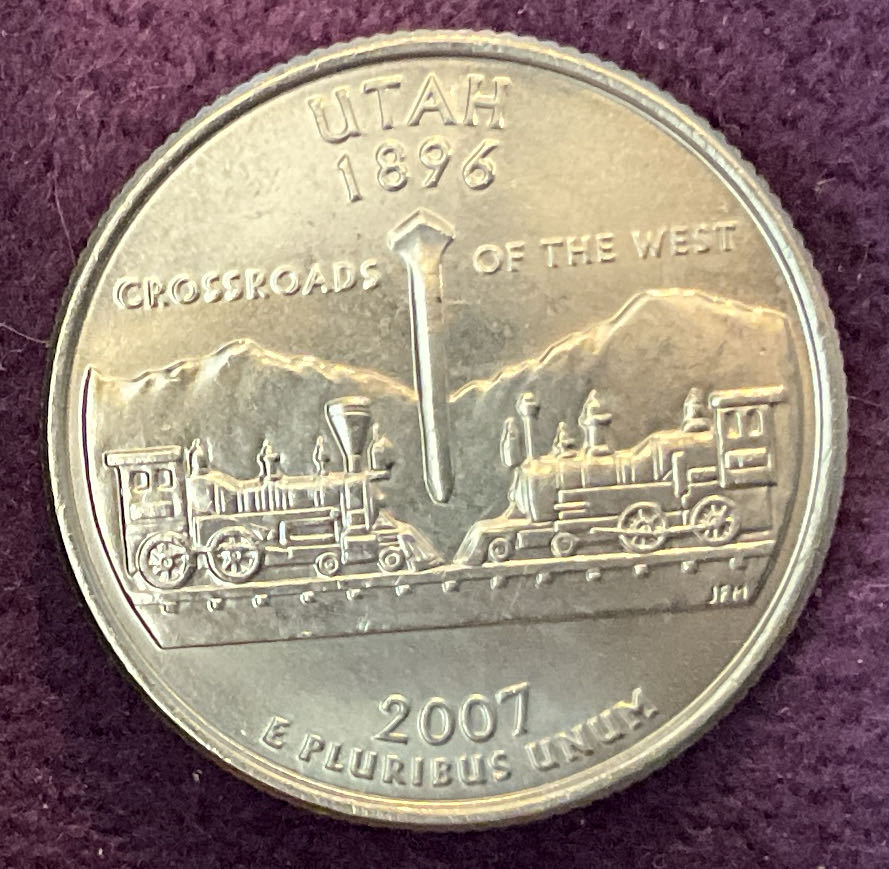 UTAH
1896
CROSSROADS OF THE WEST
JFM
2007
E PLURIBUS UNUM